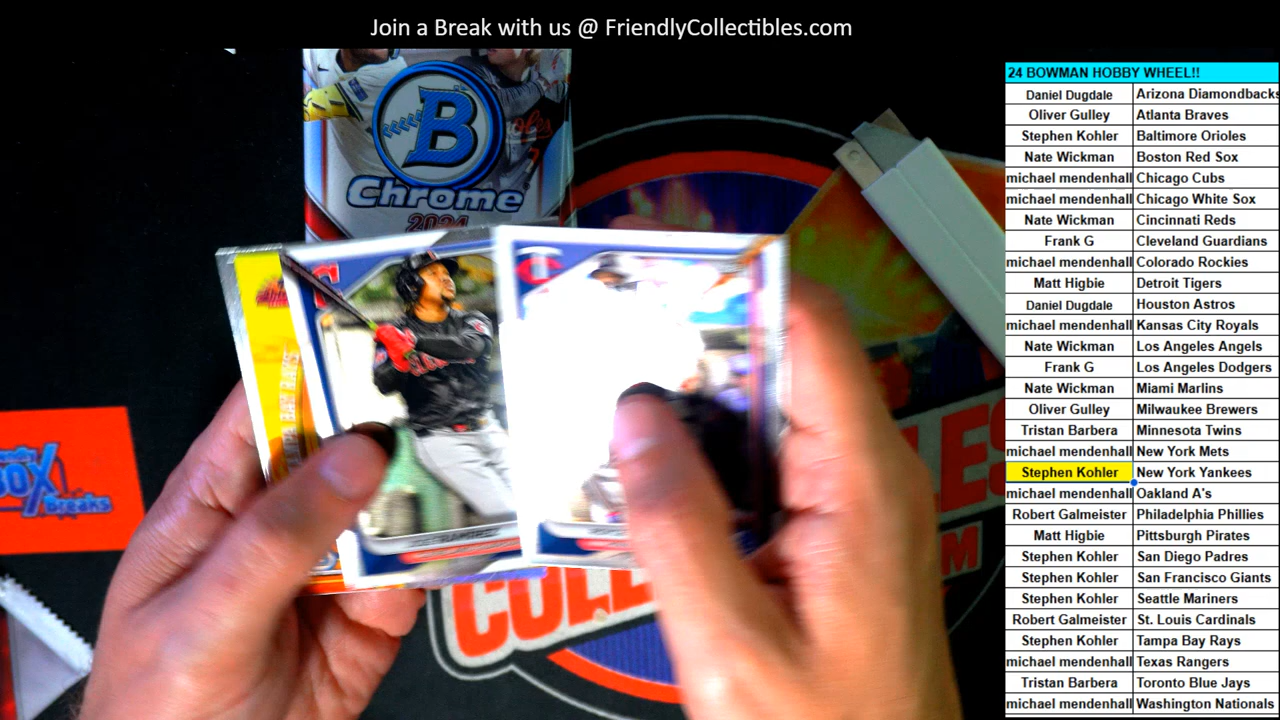 Join a Break with us @ FriendlyCollectibles.com
24 BOWMAN HOBBY WHEEL!!
Daniel Dugdale Arizona Diamondbacks
Oliver Gulley Atlanta Braves
Stephen Kohler Baltimore Orioles
Nate Wickman Boston Red Sox
michael mendenhall Chicago Cubs
michael mendenhall Chicago White Sox
Nate Wickman Cincinnati Reds
Frank G Cleveland Guardians
michael mendenhall Colorado Rockies
Matt Higbie Detroit Tigers
Daniel Dugdale Houston Astros
michael mendenhall Kansas City Royals
Nate Wickman Los Angeles Angels
Frank G Los Angeles Dodgers
Nate Wickman Miami Marlins
Oliver Gulley Milwaukee Brewers
Tristan Barbera Minnesota Twins
michael mendenhall New York Mets
Stephen Kohler New York Yankees
michael mendenhall Oakland A's
Robert Galmeister Philadelphia Phillies
Matt Higbie Pittsburgh Pirates
Stephen Kohler San Diego Padres
Stephen Kohler San Francisco Giants
Stephen Kohler Seattle Mariners
Robert Galmeister St. Louis Cardinals
Stephen Kohler Tampa Bay Rays
michael mendenhall Texas Rangers
Tristan Barbera Toronto Blue Jays
michael mendenhall Washington Nationals
B
Chrome
2024
C
BOX
Breaks